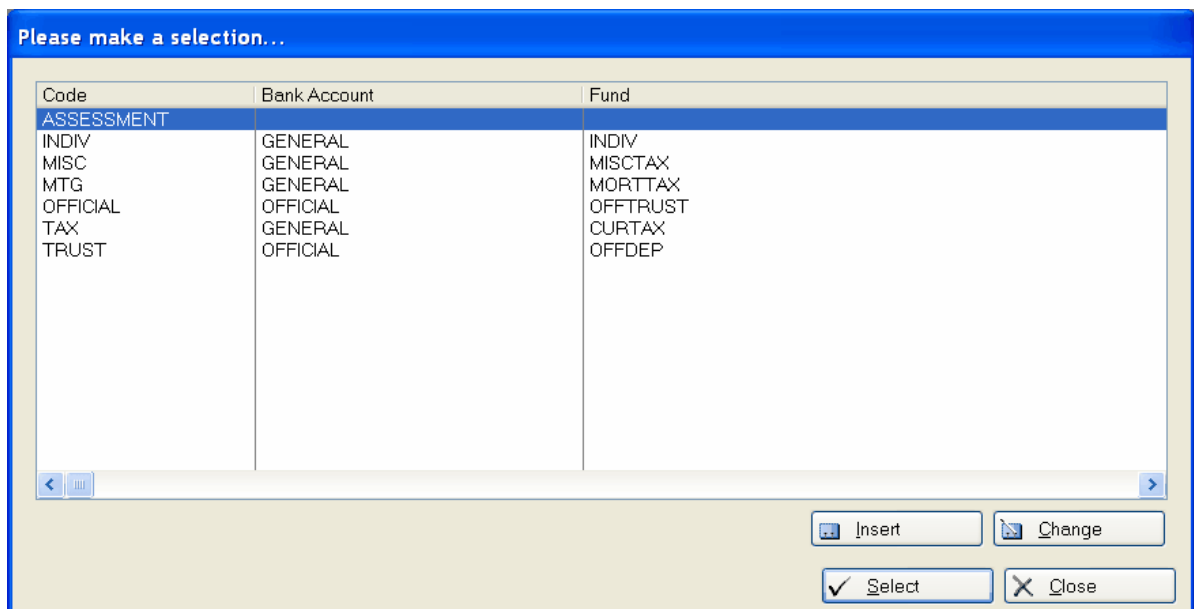 Please make a selection...
Code Bank Account Fund
ASSESSMENT
INDIV GENERAL INDIV
MISC GENERAL MISCTAX
MTG GENERAL MORTTAX
OFFICIAL OFFICIAL OFFTRUST
TAX GENERAL CURTAX
TRUST OFFICIAL OFFDEP
Insert Change
Select Close